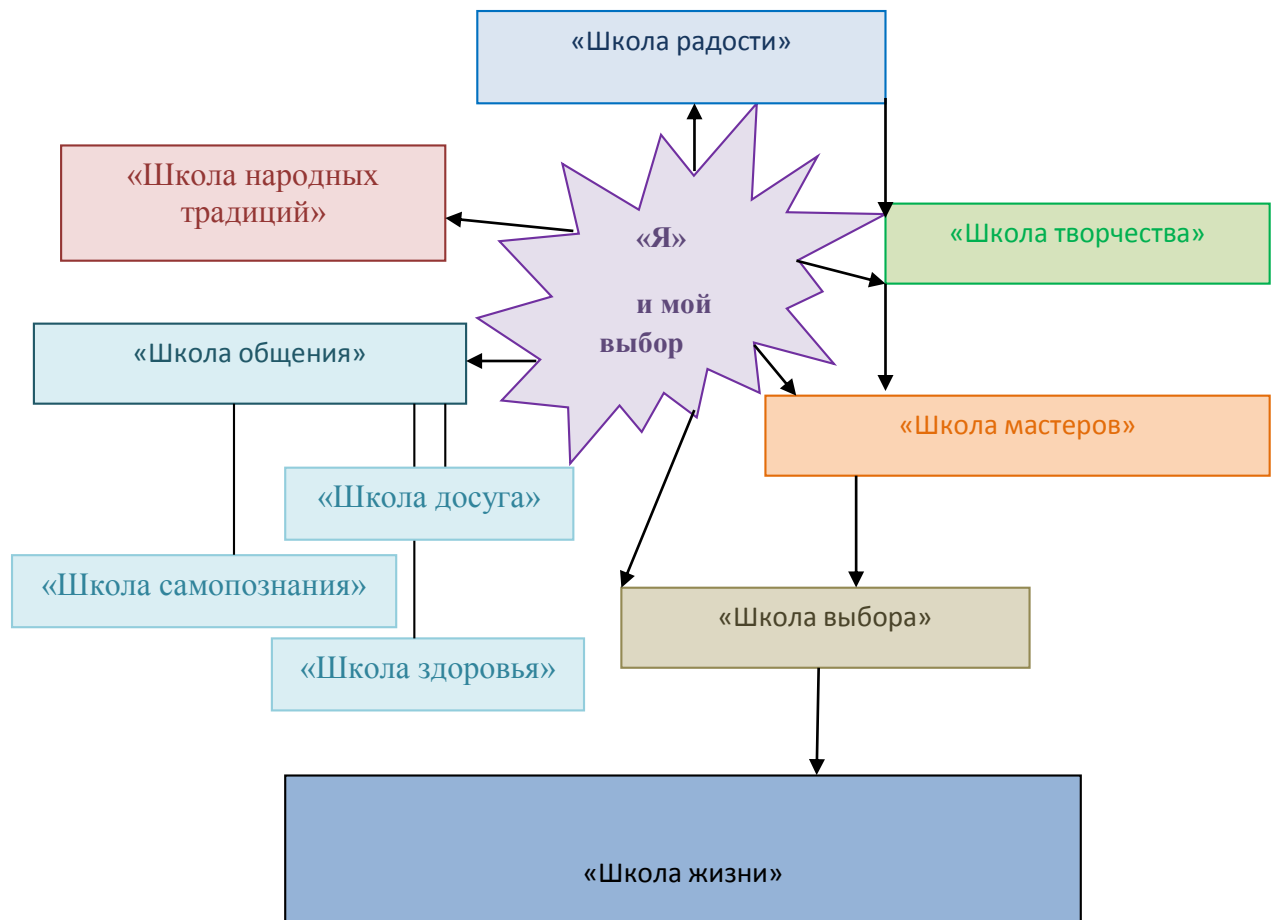 «Школа радости»
«Школа народных
традиций»
«Я»
и мой
выбор
«Школа творчества»
«Школа общения»
«Школа мастеров»
«Школа досуга»
«Школа самопознания»
«Школа выбора»
«Школа здоровья»
«Школа жизни»